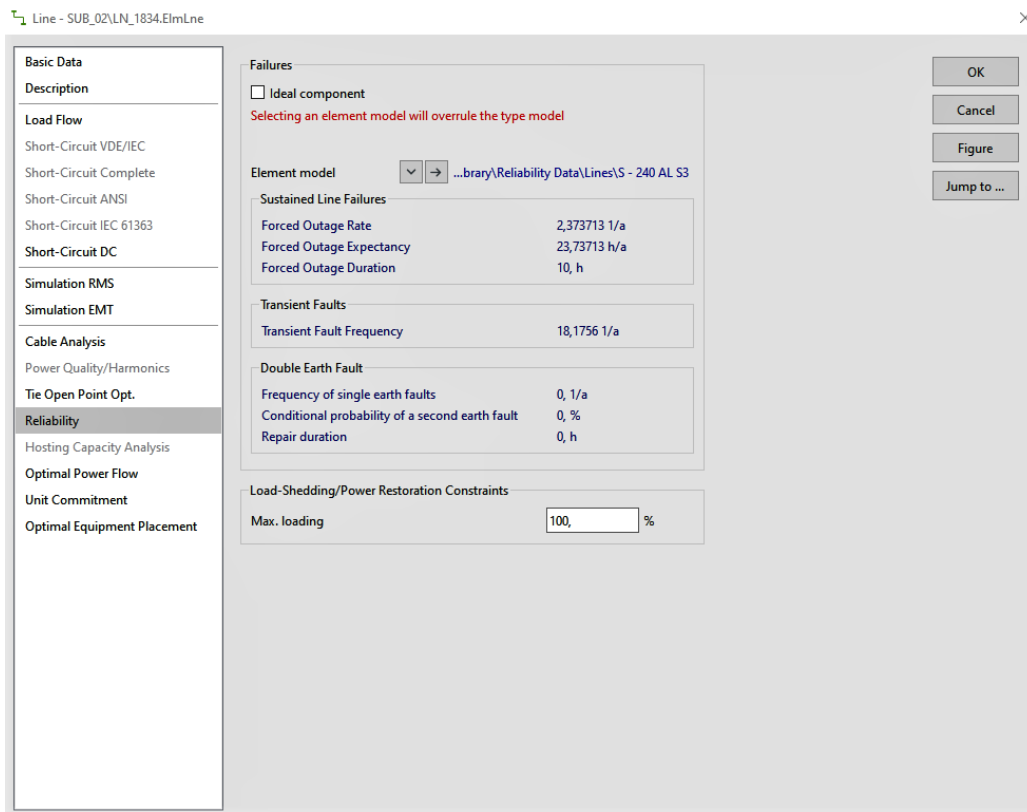 Line - SUB_02\LN_1834.ElmLne
Basic Data
Description
Load Flow
Short-Circuit VDE/IEC
Short-Circuit Complete
Short-Circuit ANSI
Short-Circuit IEC 61363
Short-Circuit DC
Simulation RMS
Simulation EMT
Cable Analysis
Power Quality/Harmonics
Tie Open Point Opt.
Reliability
Hosting Capacity Analysis
Optimal Power Flow
Unit Commitment
Optimal Equipment Placement
Failures
Ideal component
Selecting an element model will overrule the type model
Element model ...brary\Reliability Data\Lines\S - 240 AL S3
Sustained Line Failures
Forced Outage Rate 2,373713 1/a
Forced Outage Expectancy 23,73713 h/a
Forced Outage Duration 10, h
Transient Faults
Transient Fault Frequency 18,1756 1/a
Double Earth Fault
Frequency of single earth faults 0, 1/a
Conditional probability of a second earth fault 0, %
Repair duration 0, h
Load-Shedding/Power Restoration Constraints
Max. loading 100, %
OK
Cancel
Figure
Jump to ...